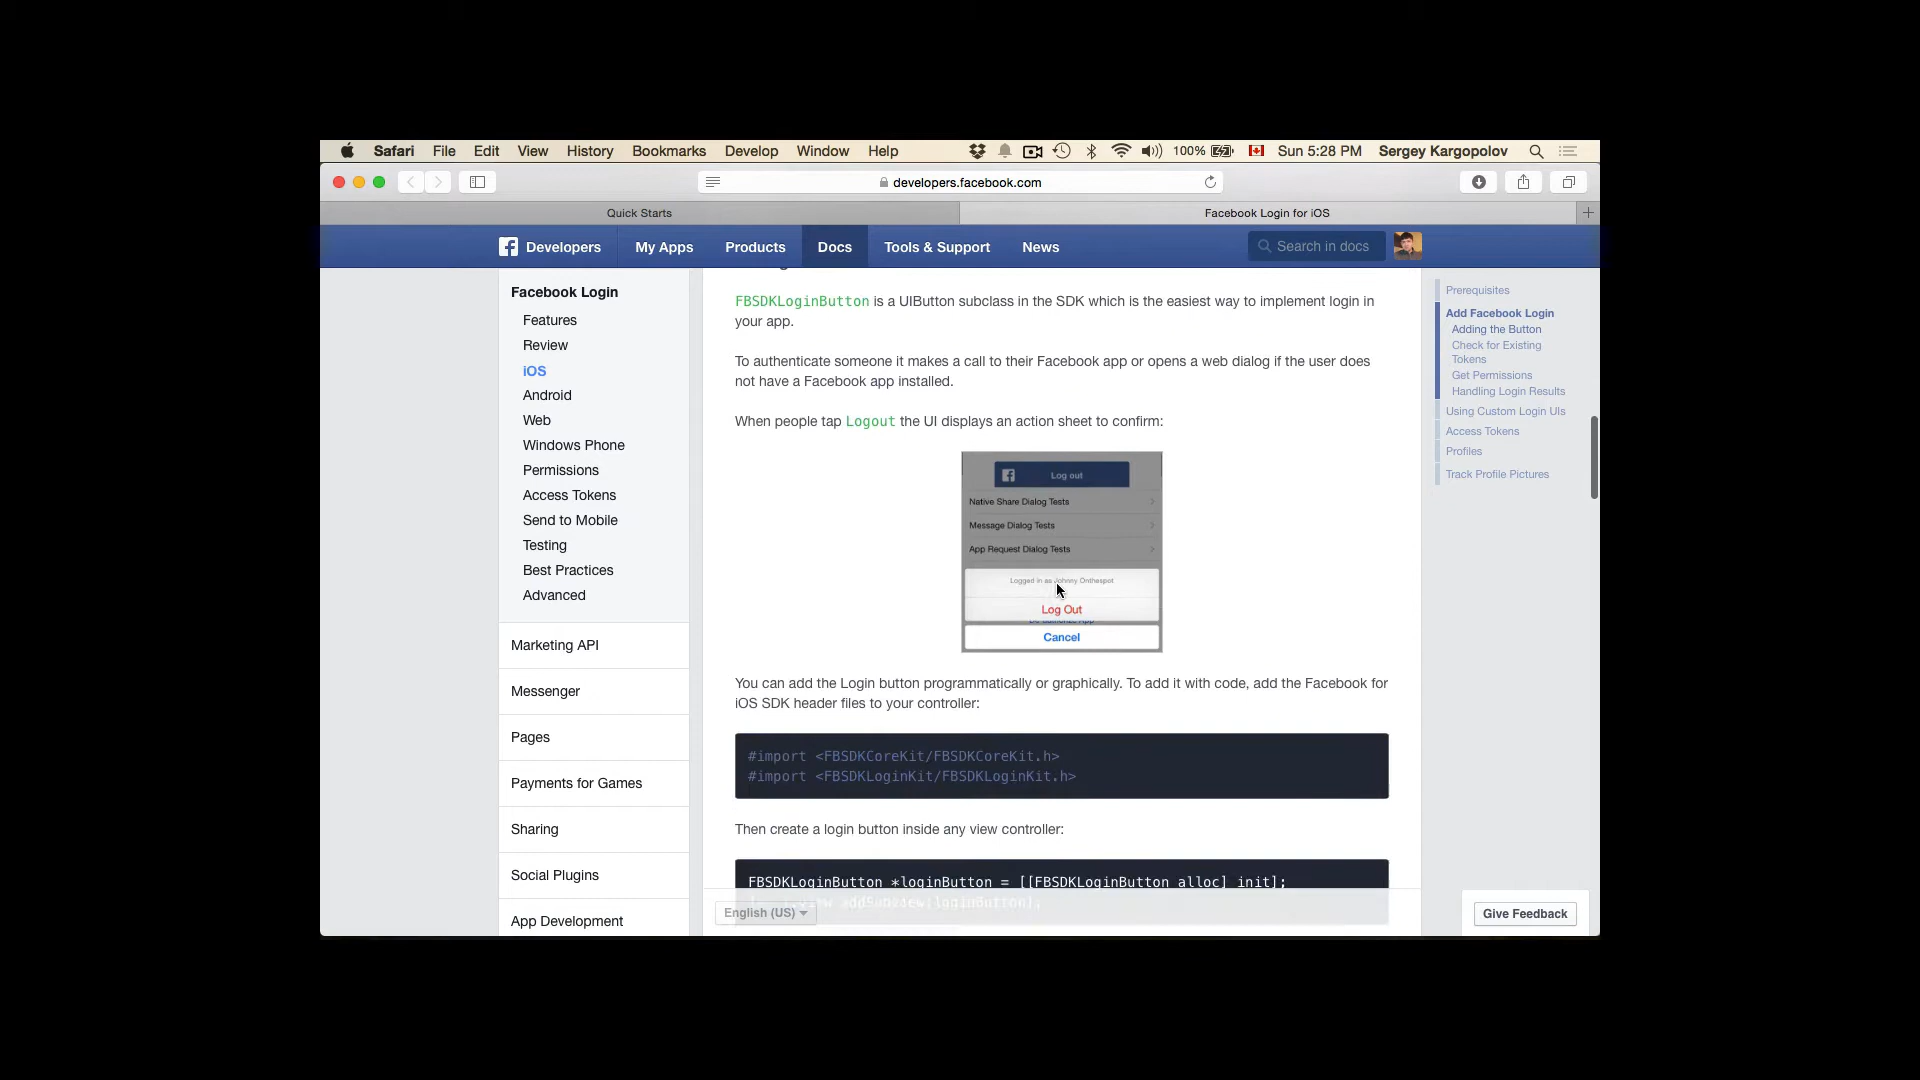 Safari File Edit View History Bookmarks Develop Window Help 100% Sun 5:28 PM Sergey Kargopolov
developers.facebook.com
Quick Starts Facebook Login for iOS
Developers My Apps Products Docs Tools & Support News Search in docs
Facebook Login
Features
Review
iOS
Android
Web
Windows Phone
Permissions
Access Tokens
Send to Mobile
Testing
Best Practices
Advanced
Marketing API
Messenger
Pages
Payments for Games
Sharing
Social Plugins
App Development
FBSDKLoginButton is a UIButton subclass in the SDK which is the easiest way to implement login in
your app.
To authenticate someone it makes a call to their Facebook app or opens a web dialog if the user does
not have a Facebook app installed.
When people tap Logout the UI displays an action sheet to confirm:
Log out
Native Share Dialog Tests
Message Dialog Tests
App Request Dialog Tests
Logged in as Johnny Onthespot
Log Out
Cancel
You can add the Login button programmatically or graphically. To add it with code, add the Facebook for
iOS SDK header files to your controller:
#import <FBSDKCoreKit/FBSDKCoreKit.h>
#import <FBSDKLoginKit/FBSDKLoginKit.h>
Then create a login button inside any view controller:
FBSDKLoginButton *loginButton = [[FBSDKLoginButton alloc] init];
addSubview:loginButton];
English (US)
Prerequisites
Add Facebook Login
Adding the Button
Check for Existing
Tokens
Get Permissions
Handling Login Results
Using Custom Login UIs
Access Tokens
Profiles
Track Profile Pictures
Give Feedback